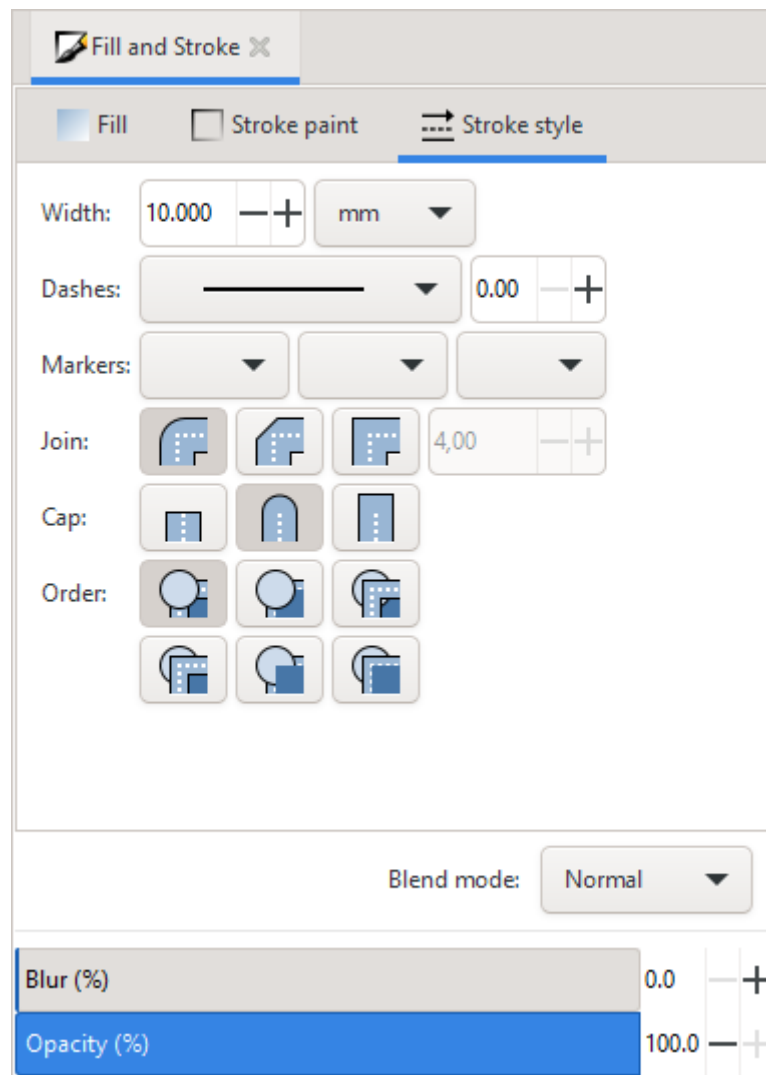 Fill and Stroke
Fill Stroke paint Stroke style
Width: 10.000 mm
Dashes: 0.00
Markers:
Join: 4,00
Cap:
Order:
Blend mode: Normal
Blur (%) 0.0
Opacity (%) 100.0